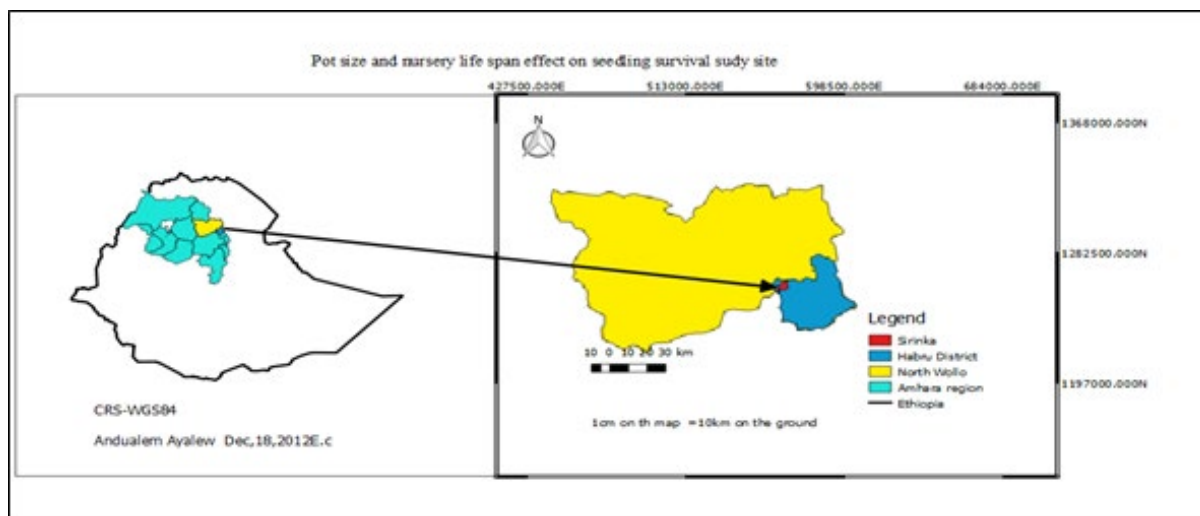 Pot size and nursery life span effect on seedling survival sudy site
427500.000E 513000.000E 598500.000E 684000.000E
1368000.000N
N
1282500.000N
Legend
Sirinka
Habru District
North Wollo
Amhara region
Ethiopia
10 0 10 20 30 km
1197000.000N
1cm on th map =10km on the ground
CRS-WGS84
Andualem Ayalew Dec,18,2012E.c